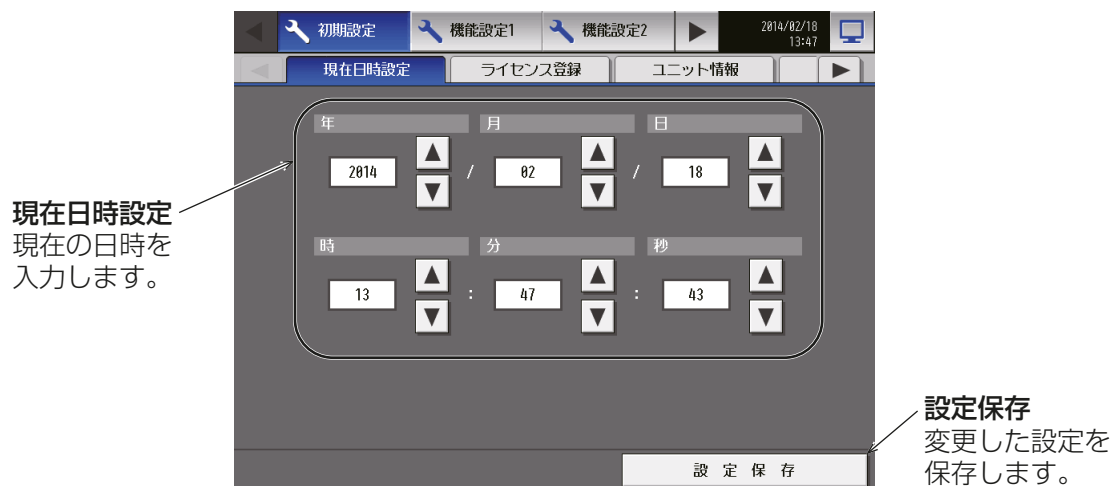 初期設定 機能設定1 機能設定2 2014/02/18
13:47
現在日時設定 ライセンス登録 ユニット情報
年 月 日
2014 / 02 / 18
現在日時設定
現在の日時を
入力します。
時 分 秒
13 : 47 : 43
設定保存
変更した設定を
保存します。
設定保存